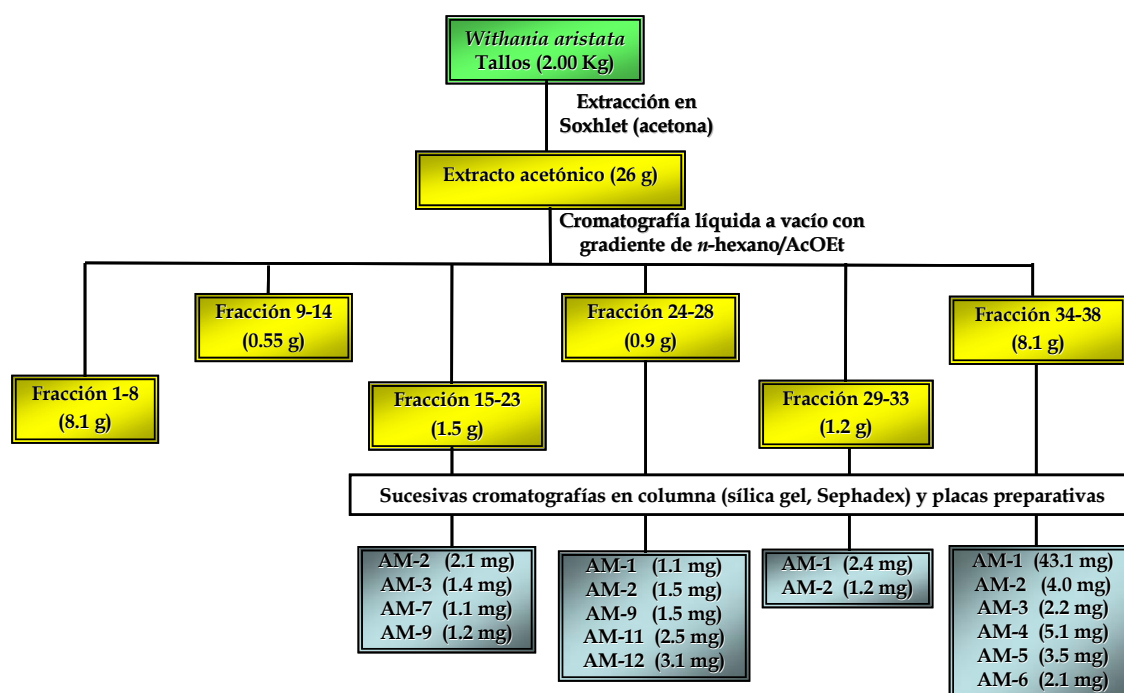 Withania aristata
Tallos (2.00 Kg)
Extracción en
Soxhlet (acetona)
Extracto acetónico (26 g)
Cromatografía líquida a vacío con
gradiente de n-hexano/AcOEt
Fracción 9-14
(0.55 g)
Fracción 24-28
(0.9 g)
Fracción 34-38
(8.1 g)
Fracción 1-8
(8.1 g)
Fracción 15-23
(1.5 g)
Fracción 29-33
(1.2 g)
Sucesivas cromatografías en columna (sílica gel, Sephadex) y placas preparativas
AM-2 (2.1 mg)
AM-3 (1.4 mg)
AM-7 (1.1 mg)
AM-9 (1.2 mg)
AM-1 (1.1 mg)
AM-2 (1.5 mg)
AM-9 (1.5 mg)
AM-11 (2.5 mg)
AM-12 (3.1 mg)
AM-1 (2.4 mg)
AM-2 (1.2 mg)
AM-1 (43.1 mg)
AM-2 (4.0 mg)
AM-3 (2.2 mg)
AM-4 (5.1 mg)
AM-5 (3.5 mg)
AM-6 (2.1 mg)